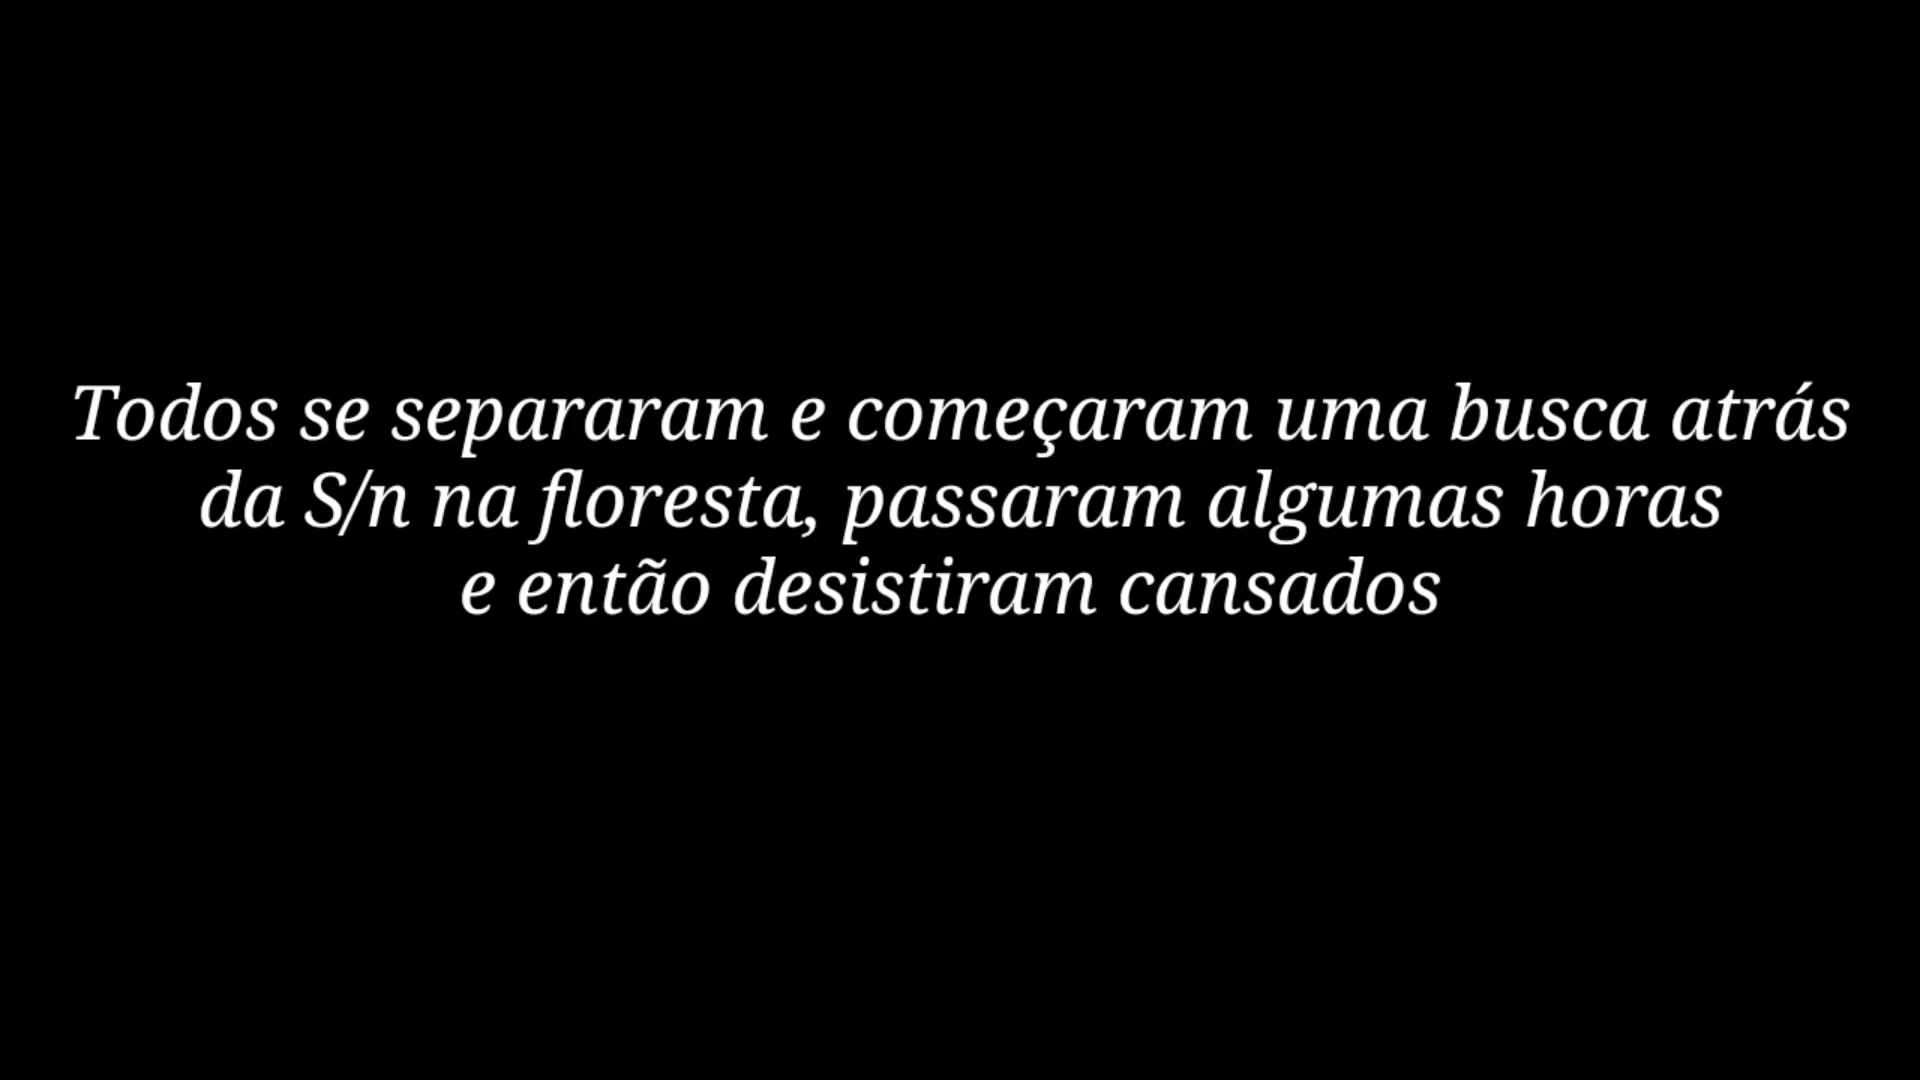 Todos se separaram e começaram uma busca atrás
da S/n na floresta, passaram algumas horas
e então desistiram cansados